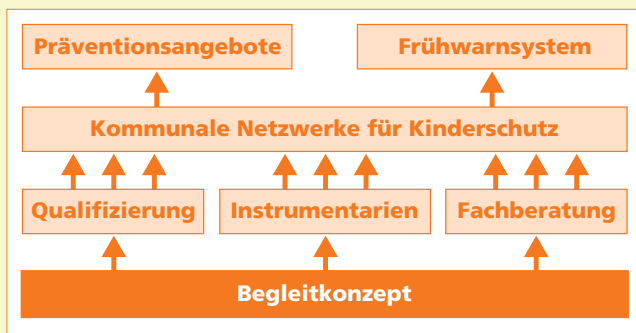 Präventionsangebote
Frühwarnsystem
Kommunale Netzwerke für Kinderschutz
Qualifizierung
Instrumentarien
Fachberatung
Begleitkonzept